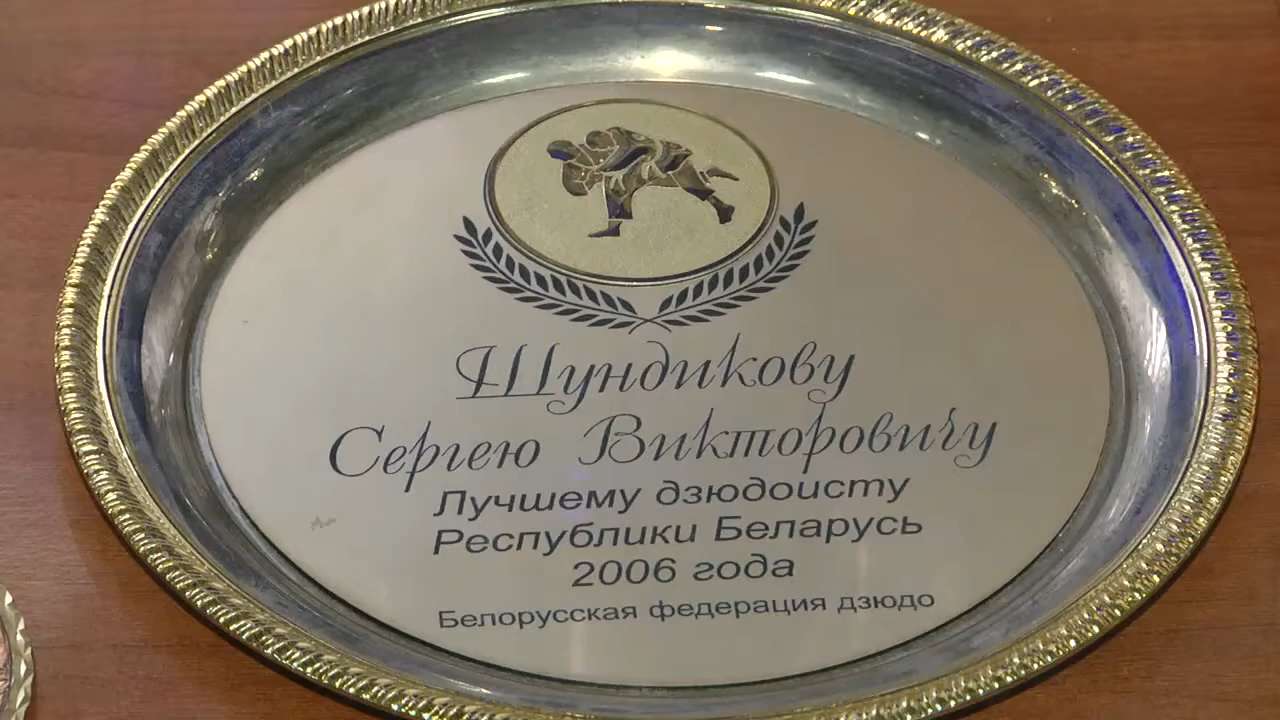 Шундикову
Сергею Викторовичу
Лучшему дзюдоисту
Республики Беларусь
2006 года
Белорусская федерация дзюдо